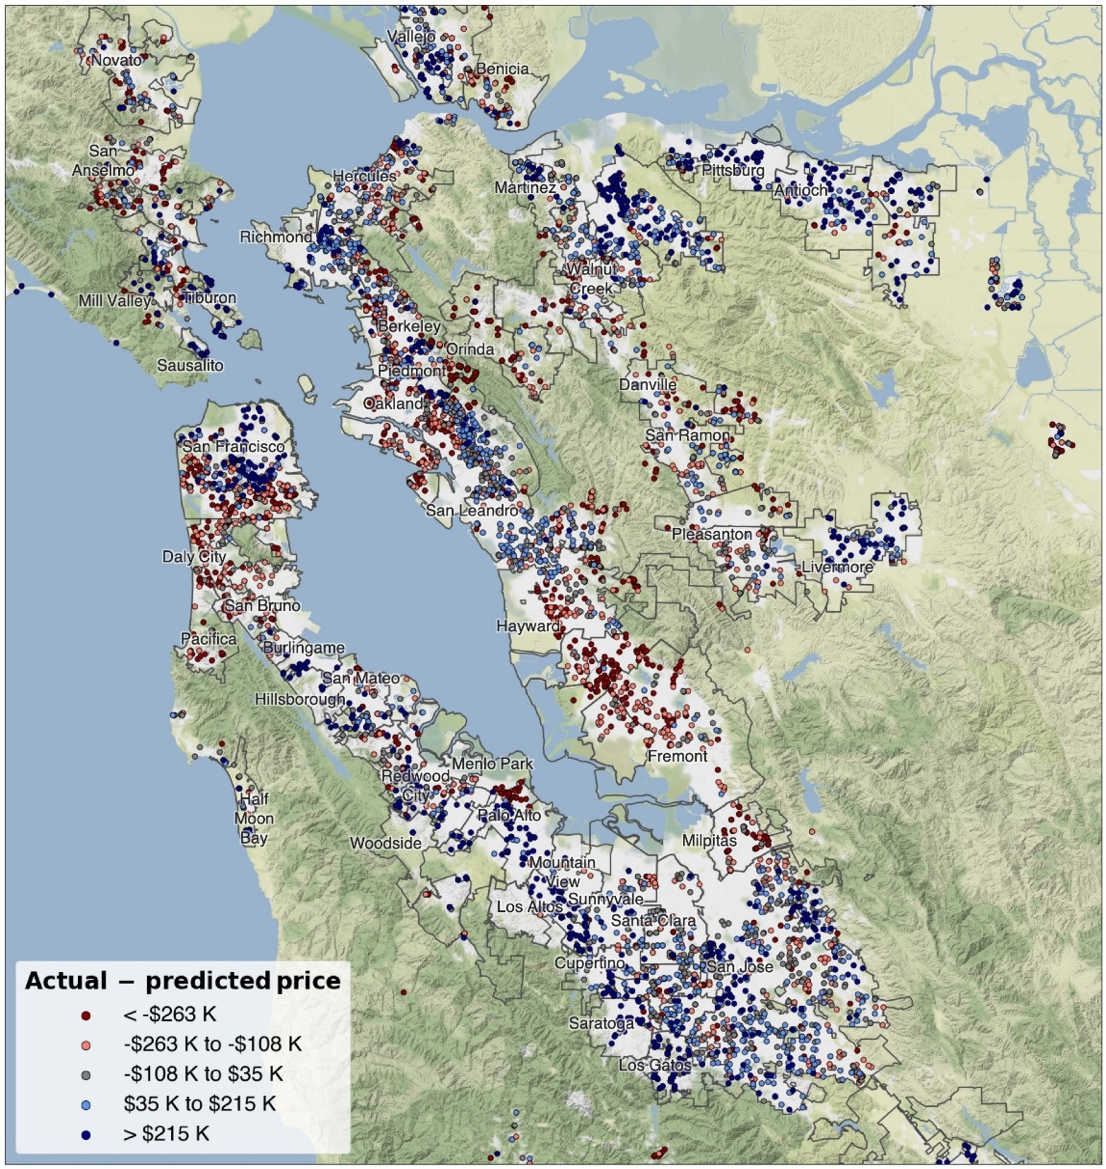 Vallejo
Novato
Benicia
San
Anselmo
Hercules
Martinez
Pittsburg
Antioch
Richmond
Walnut
Creek
Mill Valley
Tiburon
Berkeley
Orinda
Sausalito
Piedmont
Danville
Oakland
San Ramon
San Francisco
San Leandro
Pleasanton
Daly City
Livermore
San Bruno
Hayward
Pacifica
Burlingame
San Mateo
Hillsborough
Fremont
Menlo Park
Redwood
City
Half
Moon
Bay
Palo Alto
Woodside
Milpitas
Mountain
View
Los Altos
Sunnyvale
Santa Clara
Cupertino
San Jose
Saratoga
Los Gatos
Actual − predicted price
< -$263 K
-$263 K to -$108 K
-$108 K to $35 K
$35 K to $215 K
> $215 K